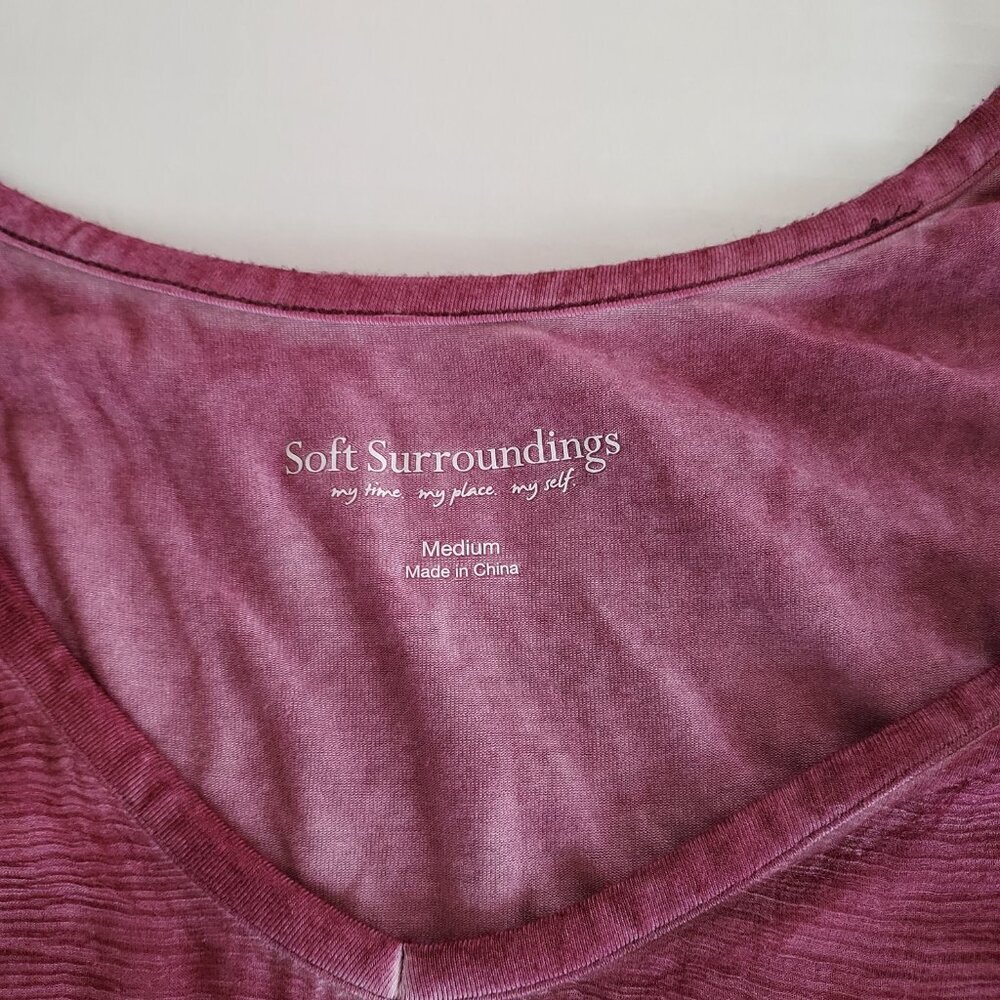 Soft Surroundings
my time. my place. my self.
Medium
Made in China